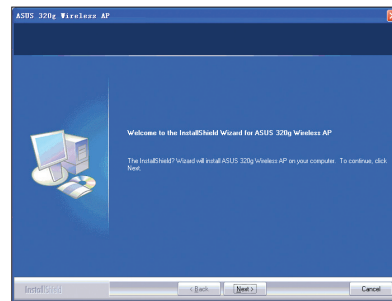 ASUS 320g Wireless AP
Welcome to the InstallShield Wizard for ASUS 320g Wireless AP
The InstallShield? Wizard will install ASUS 320g Wireless AP on your computer. To continue, click
Next.
InstallShield
< Back
Next >
Cancel